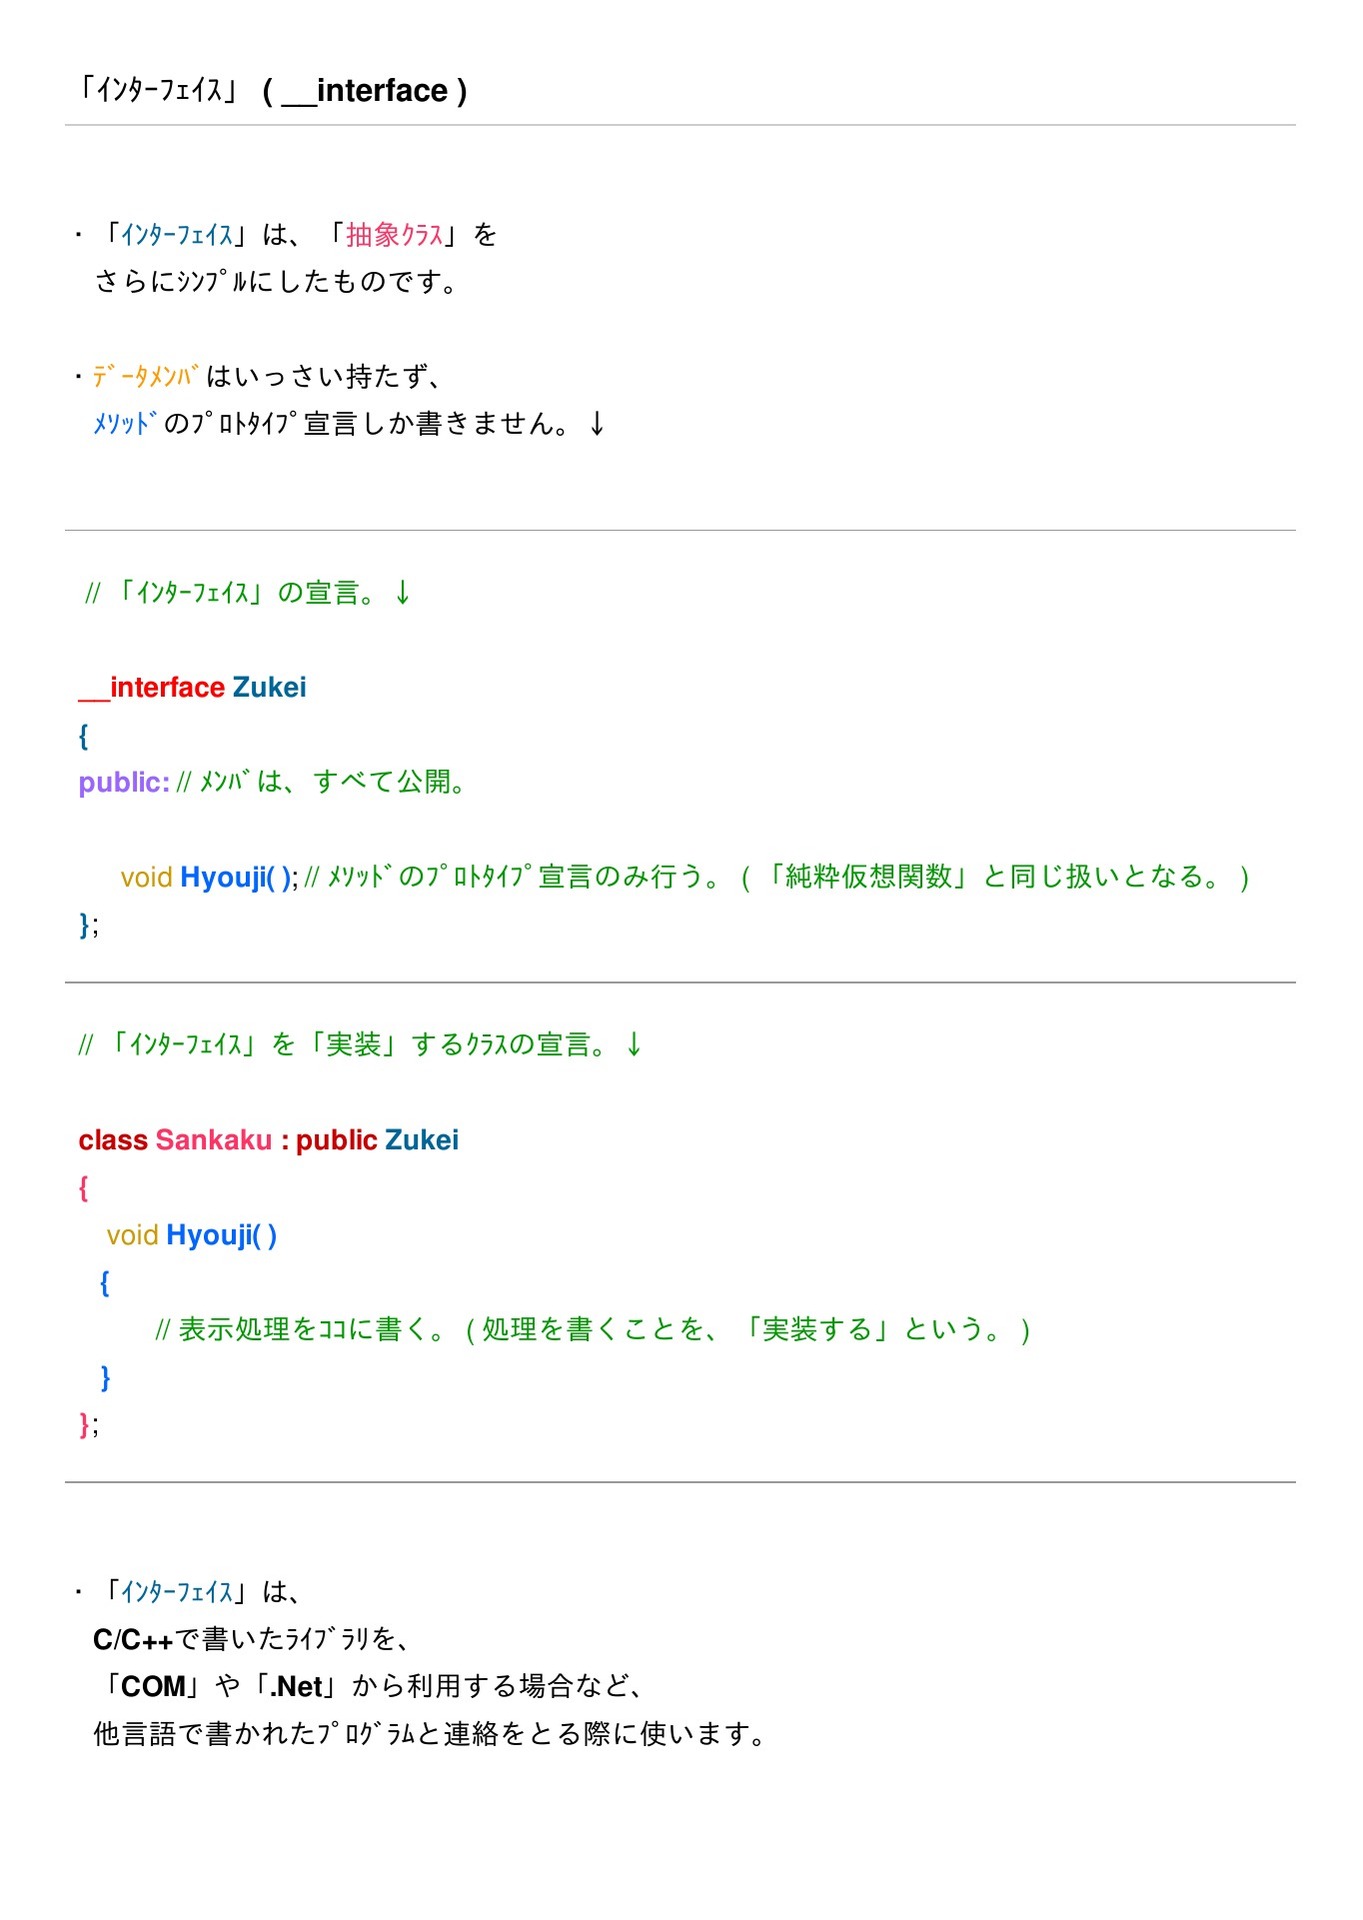 「ｲﾝﾀｰﾌｪｲｽ」 ( __interface )
・「ｲﾝﾀｰﾌｪｲｽ」は、「抽象ｸﾗｽ」を
さらにｼﾝﾌﾟﾙにしたものです。
・ﾃﾞｰﾀﾒﾝﾊﾞはいっさい持たず、
ﾒｿｯﾄﾞのﾌﾟﾛﾄﾀｲﾌﾟ宣言しか書きません。↓
// 「ｲﾝﾀｰﾌｪｲｽ」の宣言。↓
__interface Zukei
{
public: // ﾒﾝﾊﾞは、すべて公開。
void Hyouji( ); // ﾒｿｯﾄﾞのﾌﾟﾛﾄﾀｲﾌﾟ宣言のみ行う。 ( 「純粋仮想関数」と同じ扱いとなる。 )
};
// 「ｲﾝﾀｰﾌｪｲｽ」を「実装」するｸﾗｽの宣言。↓
class Sankaku : public Zukei
{
void Hyouji( )
{
// 表示処理をｺｺに書く。 ( 処理を書くことを、「実装する」という。 )
}
};
・「ｲﾝﾀｰﾌｪｲｽ」は、
C/C++で書いたﾗｲﾌﾞﾗﾘを、
「COM」や「.Net」から利用する場合など、
他言語で書かれたﾌﾟﾛｸﾞﾗﾑと連絡をとる際に使います。